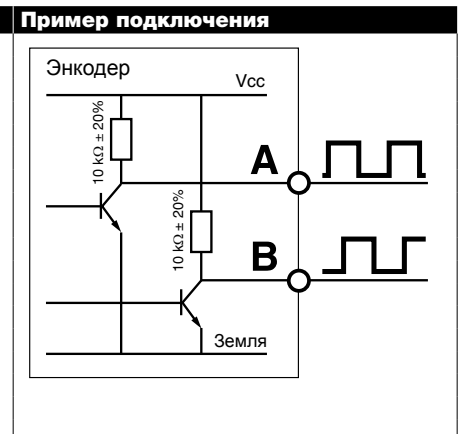 Пример подключения
Энкодер
Vcc
10 kΩ ± 20%
A
10 kΩ ± 20%
B
Земля